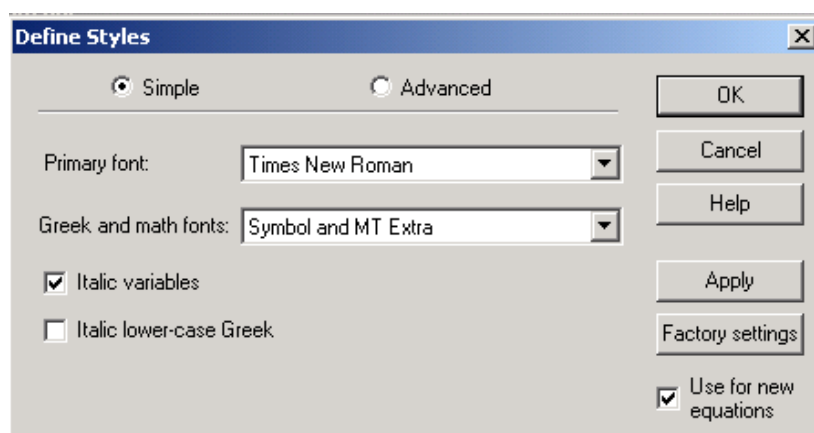 Define Styles
Simple
Advanced
OK
Primary font:
Times New Roman
Cancel
Help
Greek and math fonts:
Symbol and MT Extra
Italic variables
Apply
Italic lower-case Greek
Factory settings
Use for new
equations